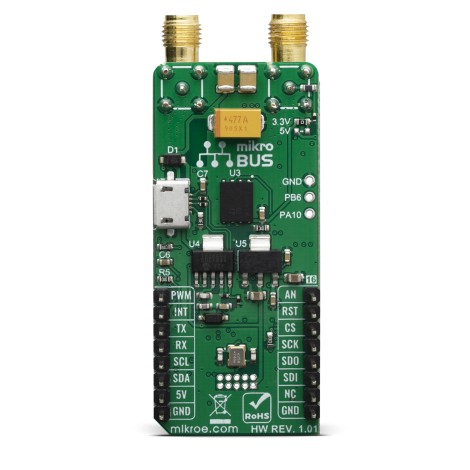 477A
3.3V
5V
D1
mikro
BUS
C7
U3
GND
PB6
PA10
U4
U5
C6
R5
16
PWM
INT
TX
RX
SCL
SDA
5V
GND
AN
RST
CS
SCK
SDO
SDI
NC
GND
RoHS
mikroe.com
HW REV. 1.01